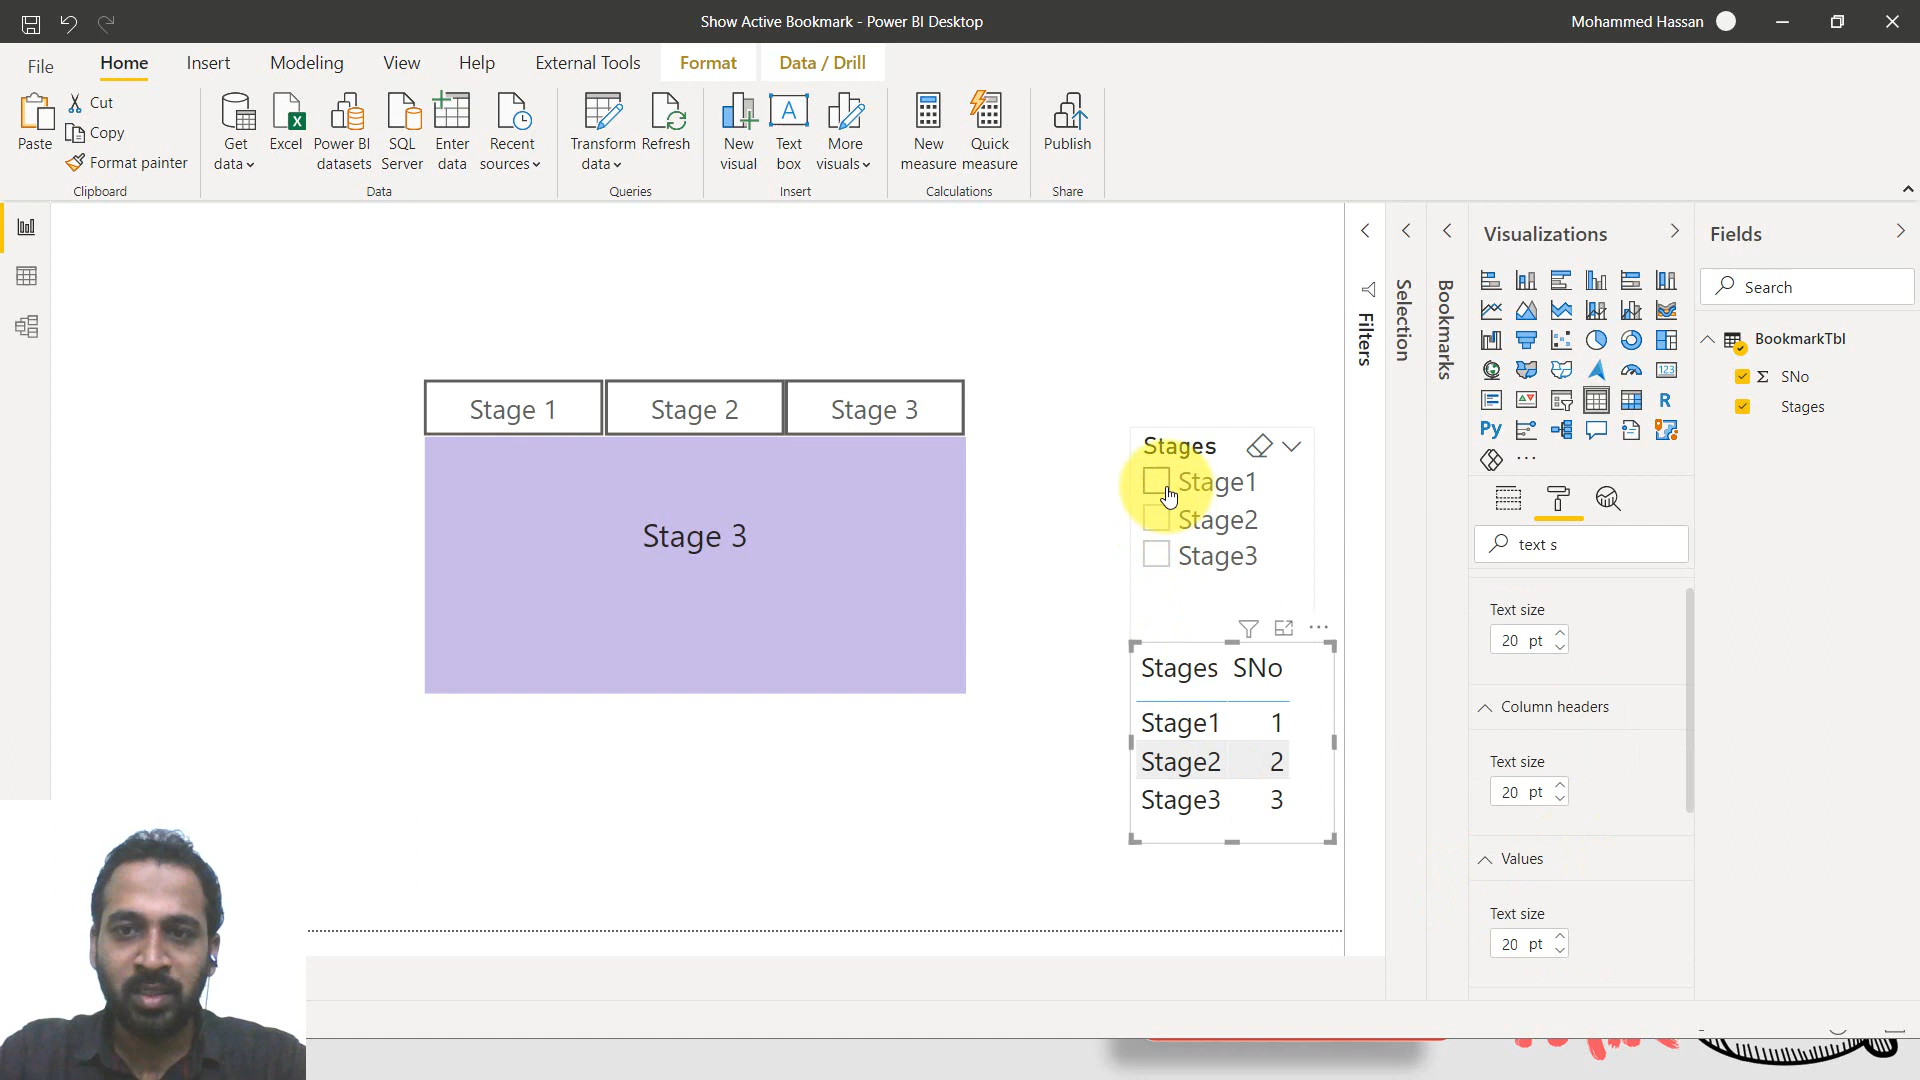 Show Active Bookmark - Power BI Desktop
Mohammed Hassan
File
Home
Insert
Modeling
View
Help
External Tools
Format
Data / Drill
Paste
Cut
Copy
Format painter
Clipboard
Get data
Excel
Power BI datasets
SQL Server
Enter data
Recent sources
Data
Transform data
Refresh
Queries
New visual
Text box
More visuals
Insert
New measure
Quick measure
Calculations
Publish
Share
Stage 1
Stage 2
Stage 3
Stage 3
Stages
Stage1
Stage2
Stage3
Stages SNo
Stage1 1
Stage2 2
Stage3 3
Filters
Selection
Bookmarks
Visualizations
123
R
Py
text s
Text size
20 pt
Column headers
Text size
20 pt
Values
Text size
20 pt
Fields
Search
BookmarkTbl
Σ SNo
Stages